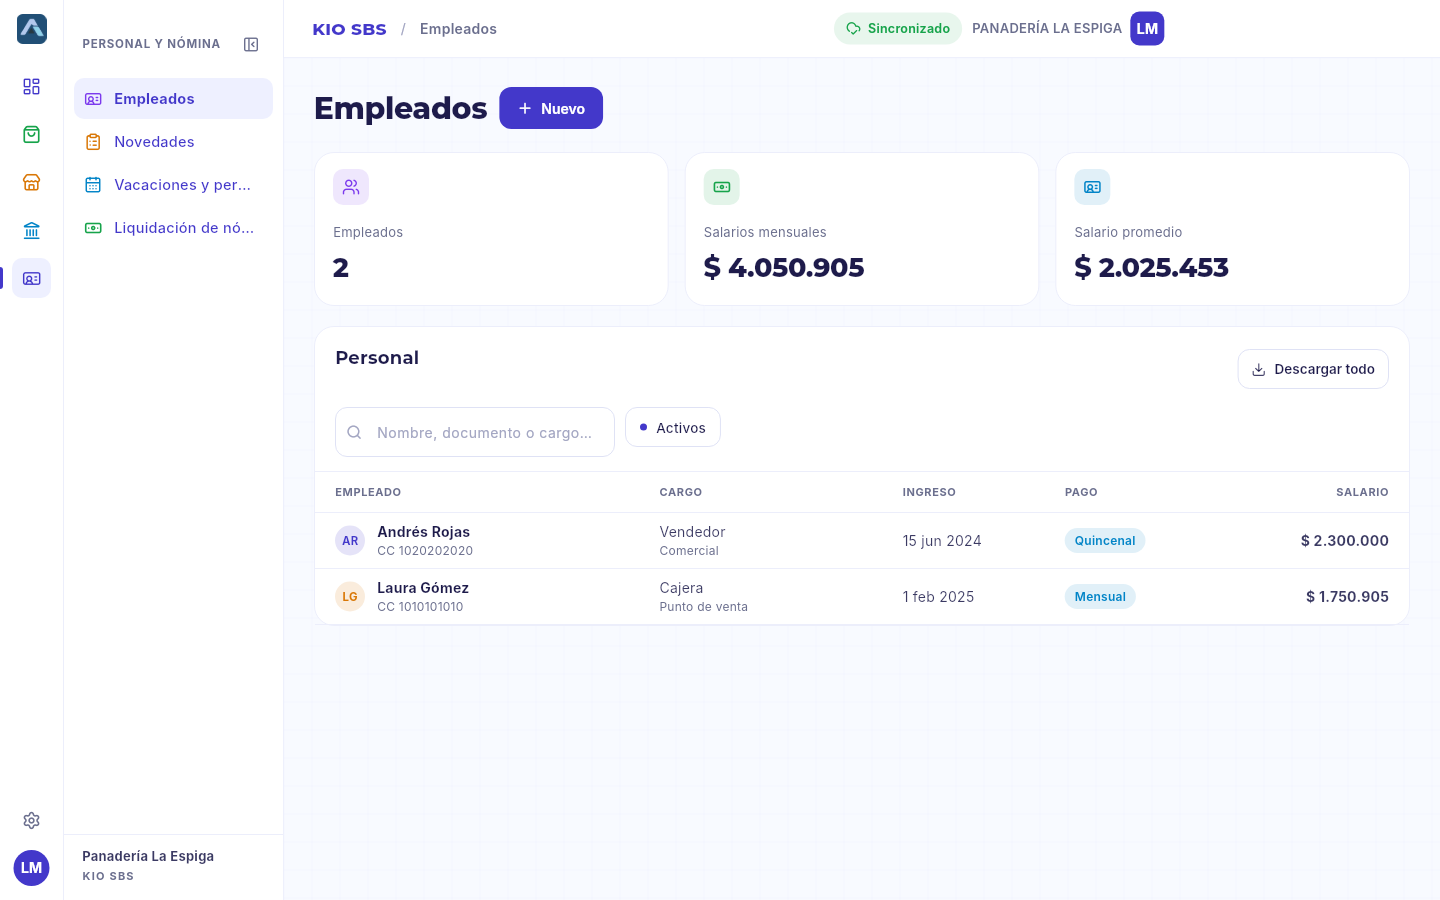 PERSONAL Y NÓMINA
Empleados
Novedades
Vacaciones y per...
Liquidación de nó...
LM
Panadería La Espiga
KIO SBS
KIO SBS / Empleados
Sincronizado
PANADERÍA LA ESPIGA
LM
Empleados
Nuevo
Empleados
2
Salarios mensuales
$ 4.050.905
Salario promedio
$ 2.025.453
Personal
Descargar todo
Nombre, documento o cargo...
Activos
EMPLEADO CARGO INGRESO PAGO SALARIO
AR
Andrés Rojas
CC 1020202020
Vendedor
Comercial
15 jun 2024
Quincenal
$ 2.300.000
LG
Laura Gómez
CC 1010101010
Cajera
Punto de venta
1 feb 2025
Mensual
$ 1.750.905